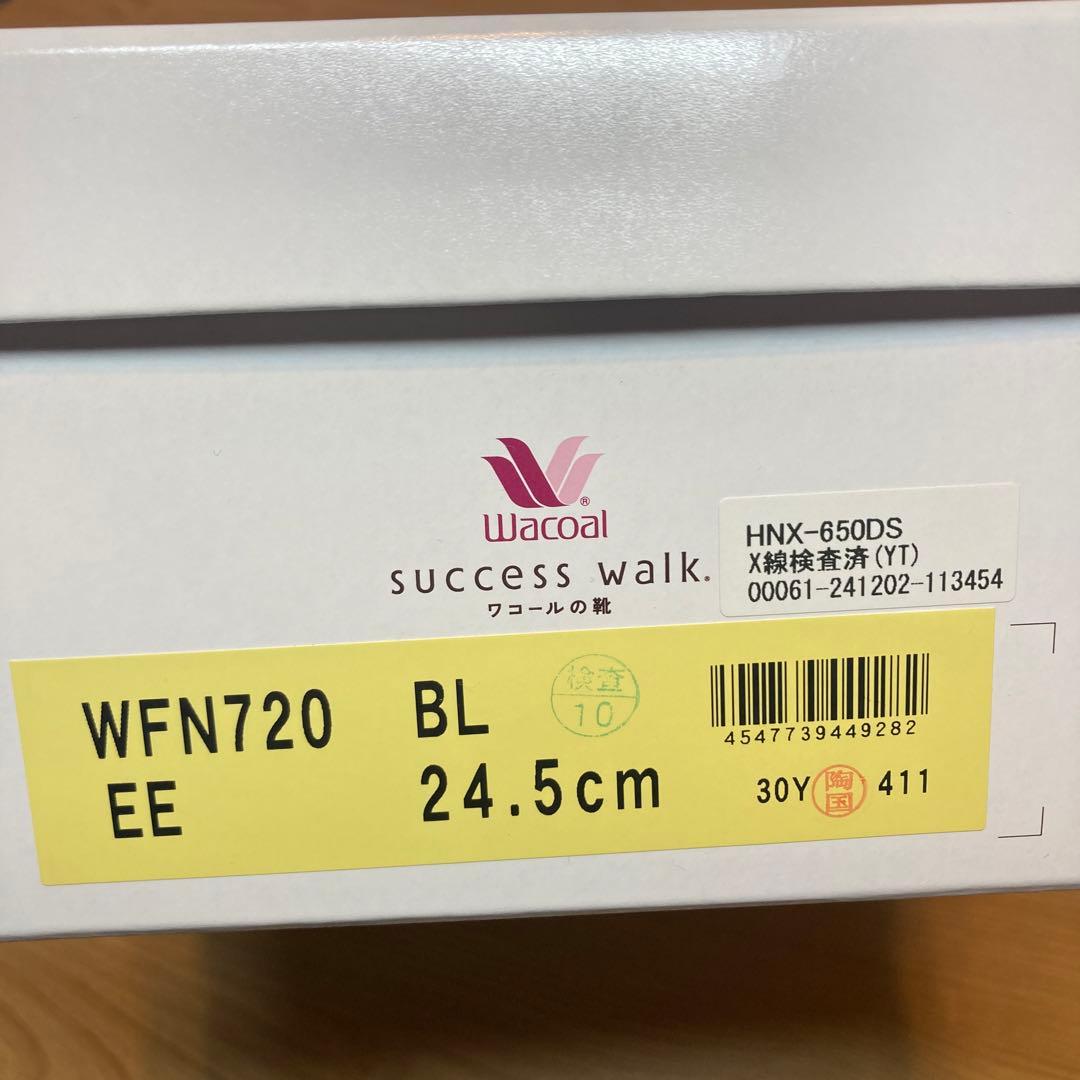 Wacoal®
success walk®
ワコールの靴
HNX-650DS
X線検査済(YT)
00061-241202-113454
WFN720 BL
検査
10
4547739449282
EE 24.5cm
30Y-411
陶国